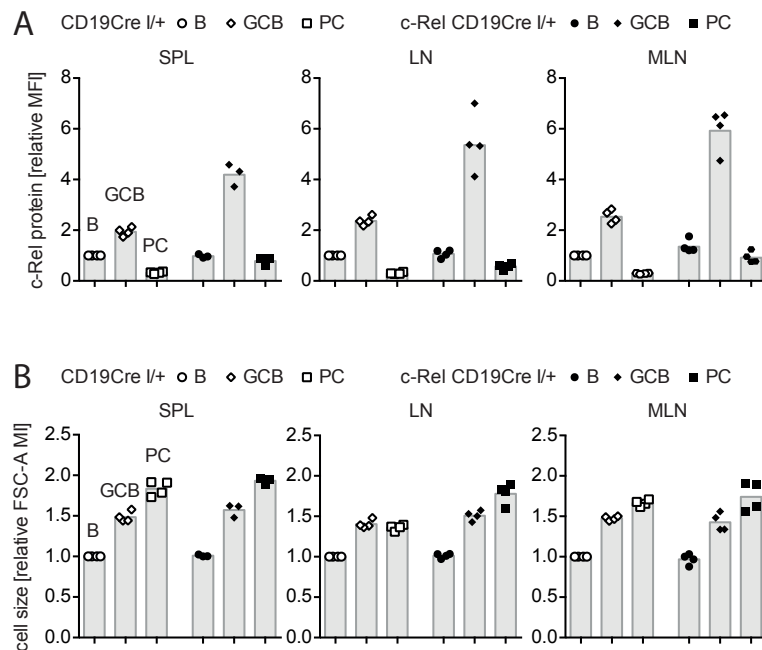 A
CD19Cre I/+ B GCB PC c-Rel CD19Cre I/+ B GCB PC
SPL LN MLN
c-Rel protein [relative MFI]
8 8 8
6 6 6
4 4 4
2 2 2
0 0 0
B GCB PC
B
CD19Cre I/+ B GCB PC c-Rel CD19Cre I/+ B GCB PC
SPL LN MLN
cell size [relative FSC-A MI]
2.5 2.5 2.5
2.0 2.0 2.0
1.5 1.5 1.5
1.0 1.0 1.0
0.5 0.5 0.5
0.0 0.0 0.0
B GCB PC